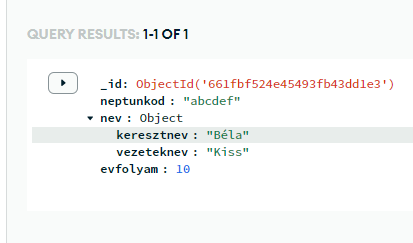 QUERY RESULTS: 1-1 OF 1
_id: ObjectId('661fbf524e45493fb43dd1e3')
neptunkod : "abcdef"
nev : Object
keresztnev : "Béla"
vezeteknev : "Kiss"
evfolyam : 10